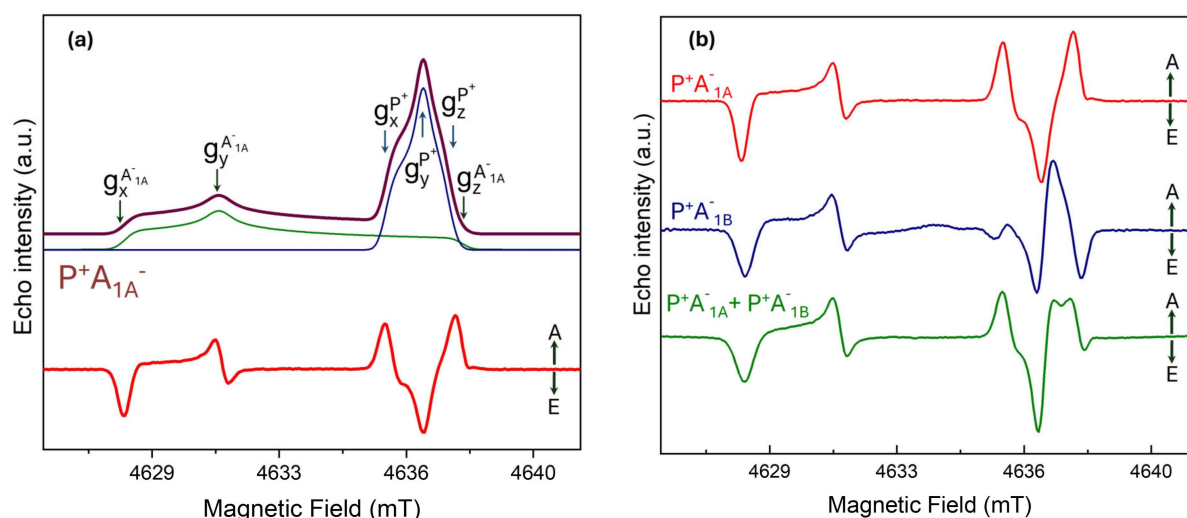 (a)
g_x^{P+}
g_z^{P+}
g_y^{A^-_{1A}}
g_y^{P+}
g_x^{A^-_{1A}}
g_z^{A^-_{1A}}
P⁺A₁A⁻
A
E
Echo intensity (a.u.)
4629 4633 4636 4640
Magnetic Field (mT)
(b)
P⁺A⁻₁A
A
E
P⁺A⁻₁B
A
E
P⁺A⁻₁A + P⁺A⁻₁B
A
E
Echo intensity (a.u.)
4629 4633 4636 4640
Magnetic Field (mT)